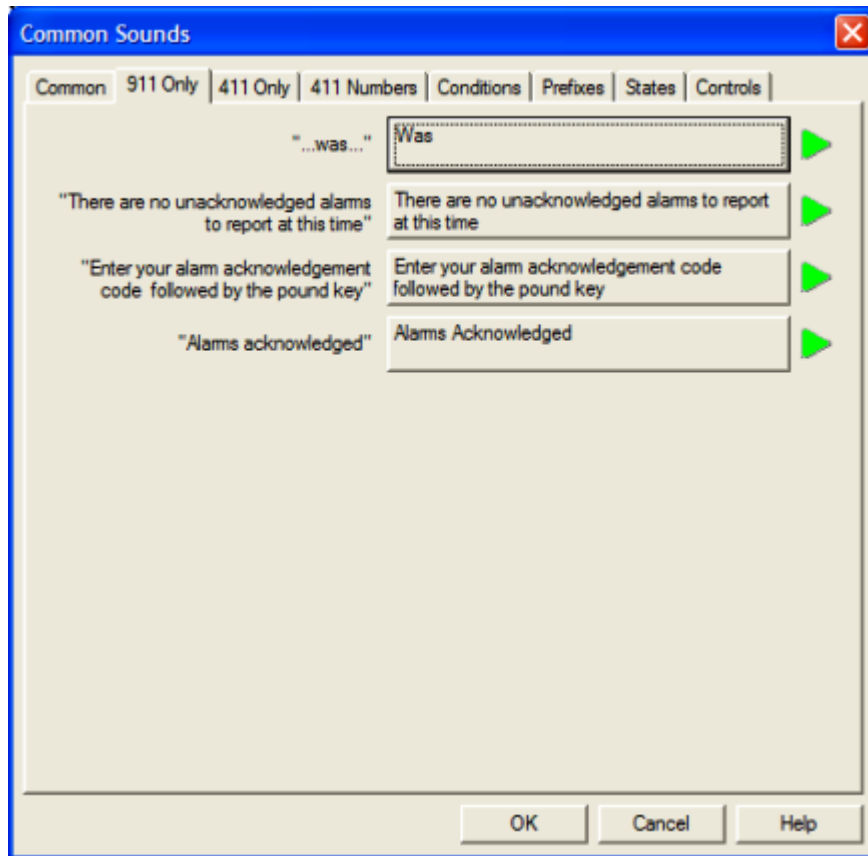 Common Sounds
Common 911 Only 411 Only 411 Numbers Conditions Prefixes States Controls
"...was..." Was
"There are no unacknowledged alarms
to report at this time"
There are no unacknowledged alarms to report
at this time
"Enter your alarm acknowledgement
code  followed by the pound key"
Enter your alarm acknowledgement code
followed by the pound key
"Alarms acknowledged" Alarms Acknowledged
OK Cancel Help